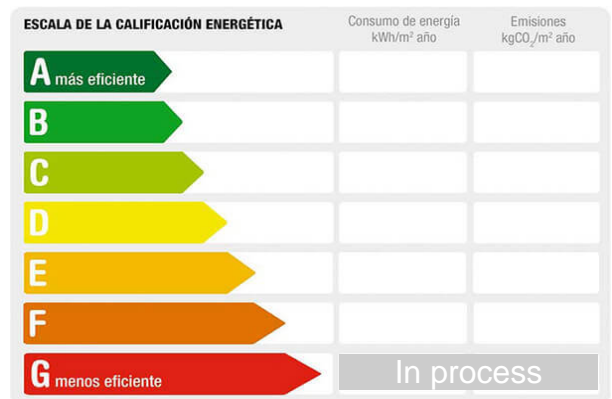 ESCALA DE LA CALIFICACIÓN ENERGÉTICA
Consumo de energía
kWh/m² año
Emisiones
kgCO₂/m² año
A más eficiente
B
C
D
E
F
G menos eficiente
In process